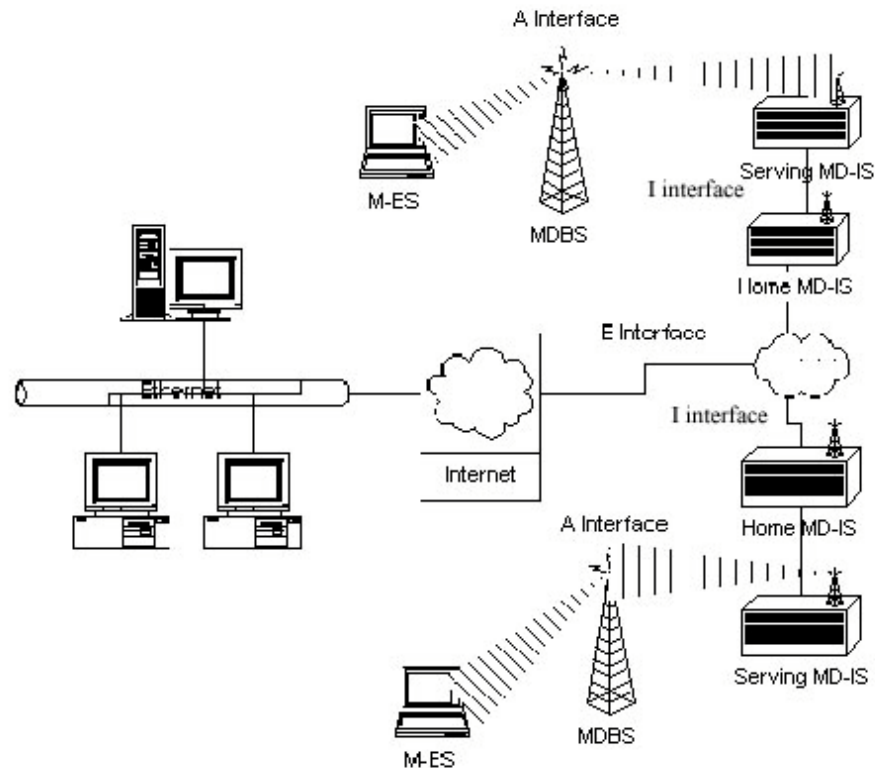 A Interface
Serving MD-IS
M-ES
I interface
MDBS
Home MD-IS
E Interface
Ethernet
I interface
Internet
A Interface
Home MD-IS
Serving MD-IS
MDBS
M-ES